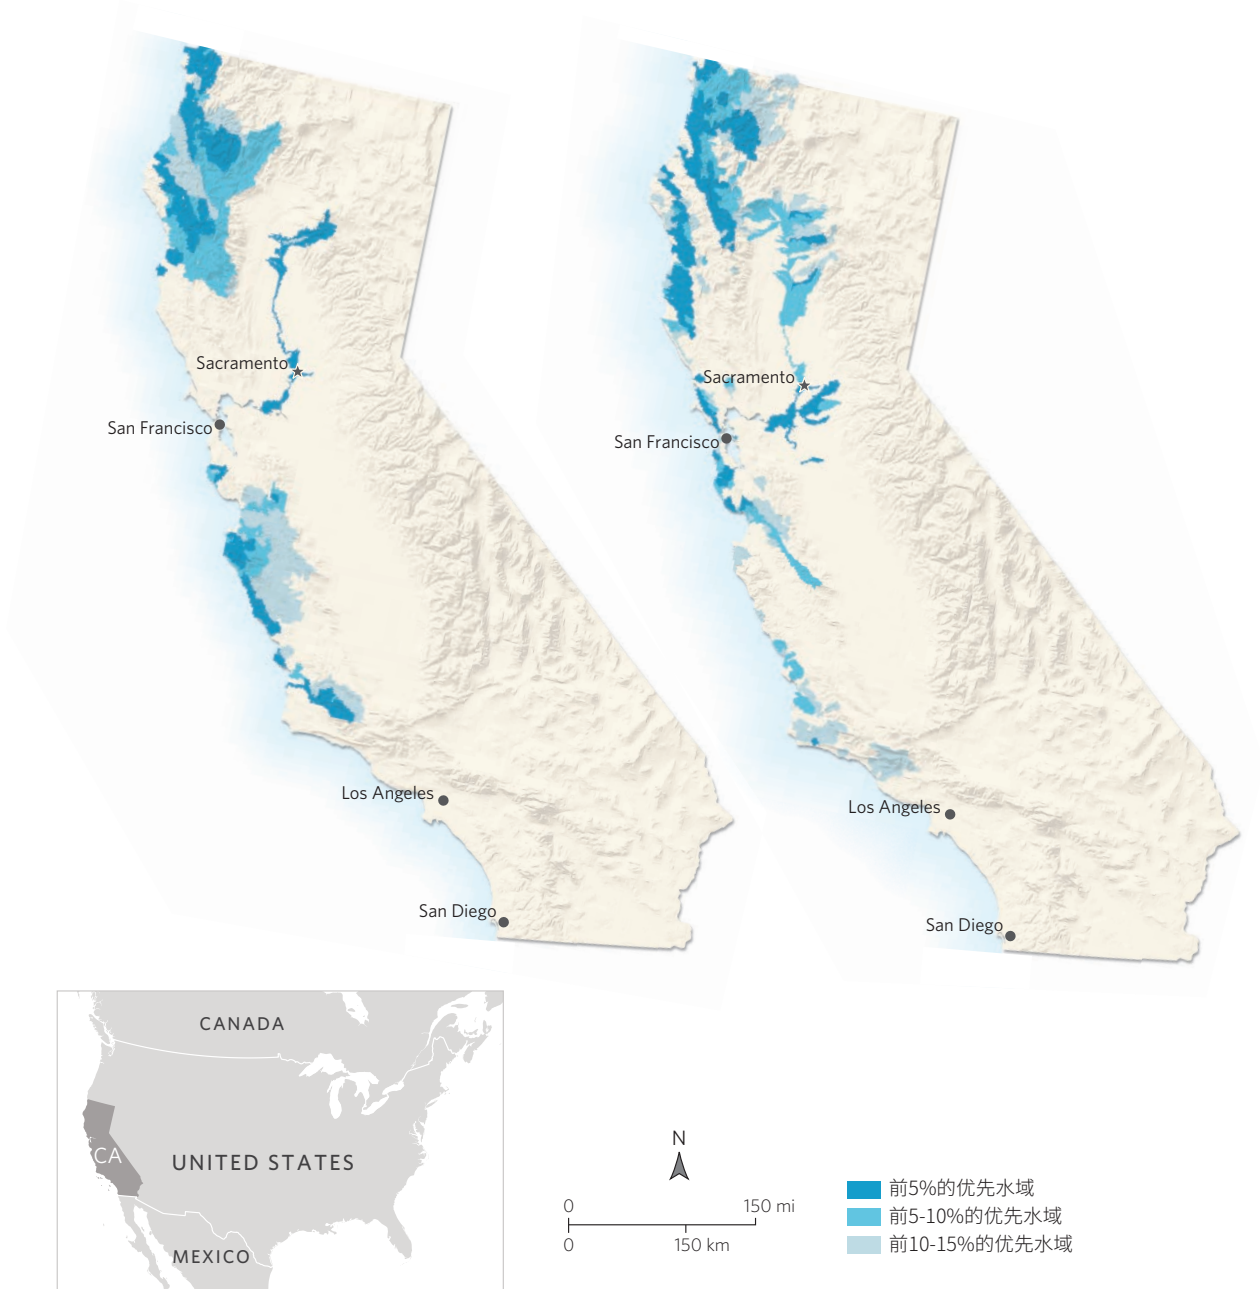 Sacramento
San Francisco
Los Angeles
San Diego
Sacramento
San Francisco
Los Angeles
San Diego
CANADA
UNITED STATES
CA
MEXICO
N
0 150 mi
0 150 km
前5%的优先水域
前5-10%的优先水域
前10-15%的优先水域